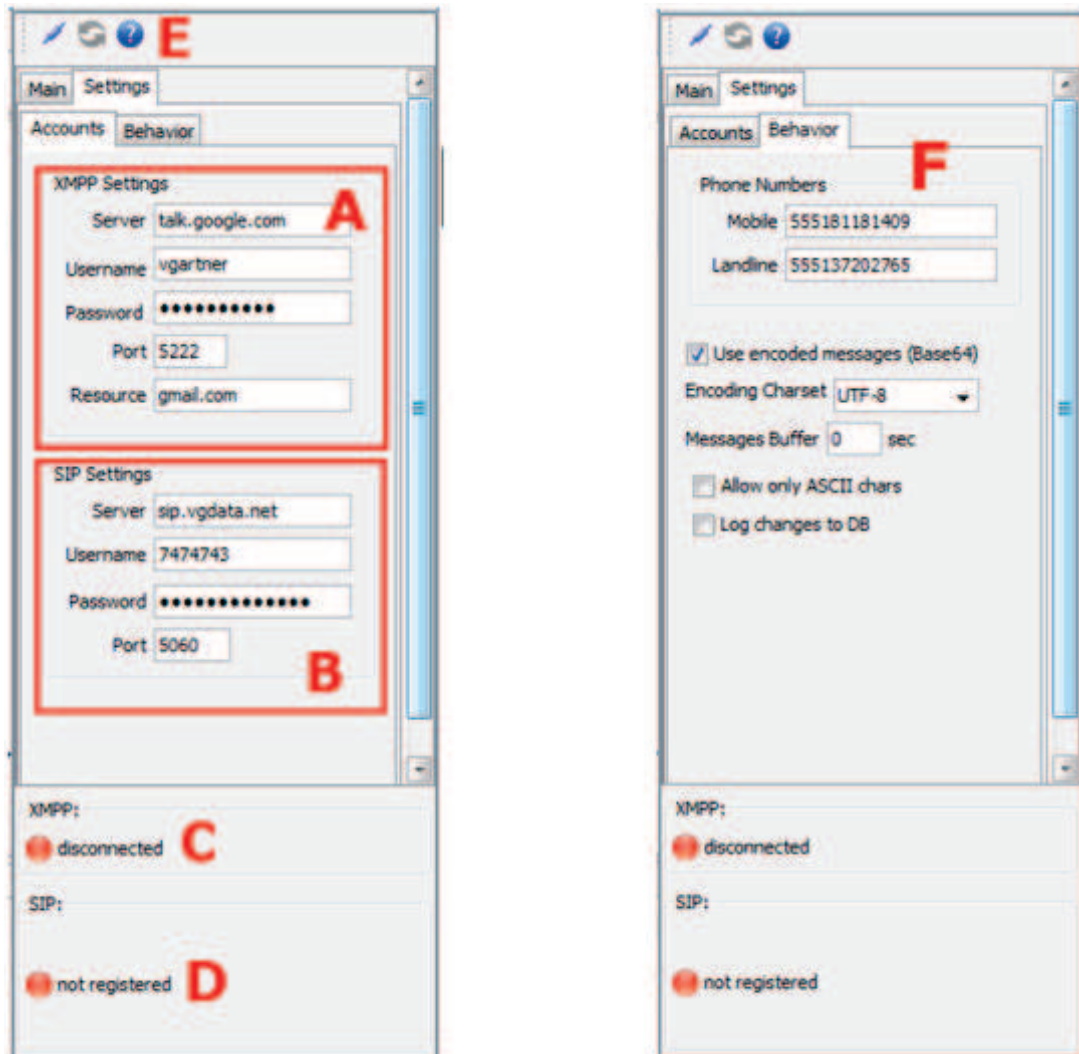 E
Main Settings
Accounts Behavior
XMPP Settings
A
Server talk.google.com
Username vgartner
Password ••••••••••
Port 5222
Resource gmail.com
SIP Settings
Server sip.vgdata.net
Username 7474743
Password •••••••••••••
Port 5060
B
XMPP:
disconnected C
SIP:
not registered D
Main Settings
Accounts Behavior
F
Phone Numbers
Mobile 555181181409
Landline 555137202765
Use encoded messages (Base64)
Encoding Charset UTF-8
Messages Buffer 0 sec
Allow only ASCII chars
Log changes to DB
XMPP:
disconnected
SIP:
not registered